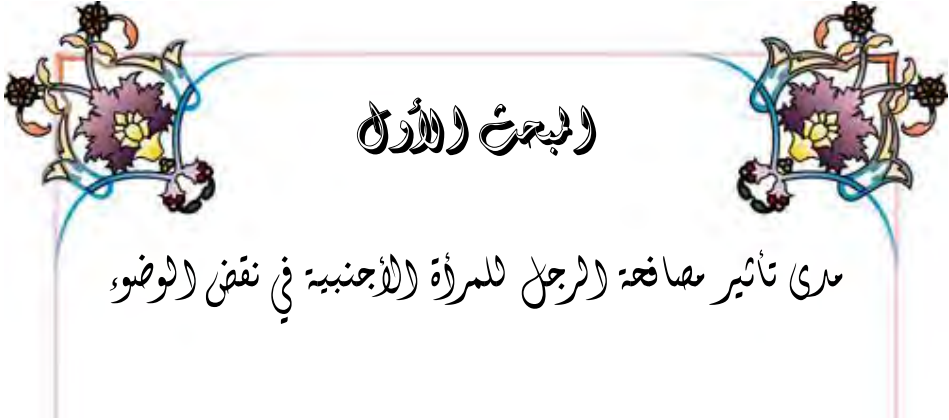 المبحث الأول
مدى تأثير مصافحة الرجل للمرأة الأجنبية في نقض الوضوء